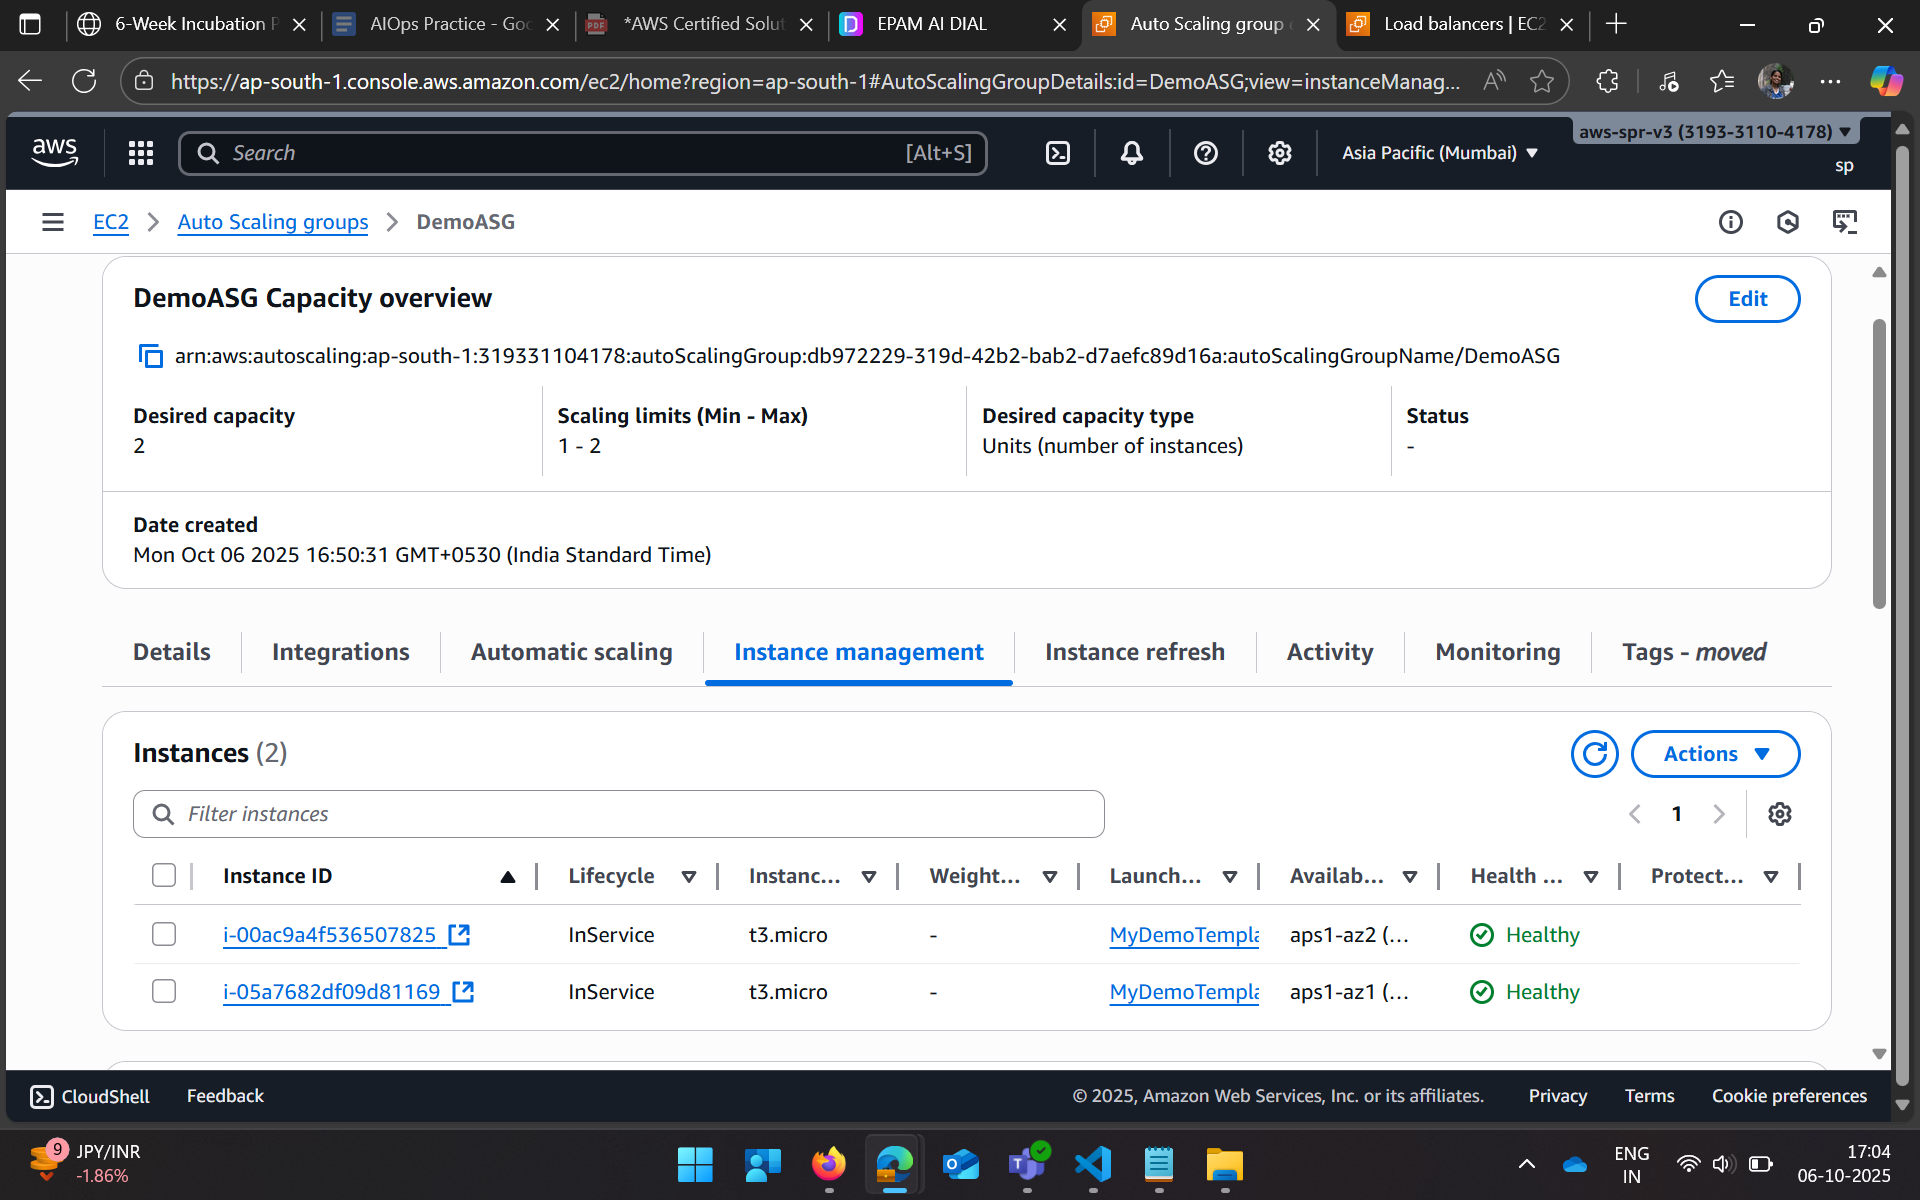 6-Week Incubation P
AIOps Practice - Goo
*AWS Certified Solut
EPAM AI DIAL
Auto Scaling group d
Load balancers | EC2
https://ap-south-1.console.aws.amazon.com/ec2/home?region=ap-south-1#AutoScalingGroupDetails:id=DemoASG;view=instanceManag...
aws
Search
[Alt+S]
Asia Pacific (Mumbai)
aws-spr-v3 (3193-3110-4178)
sp
EC2
Auto Scaling groups
DemoASG
DemoASG Capacity overview
Edit
arn:aws:autoscaling:ap-south-1:319331104178:autoScalingGroup:db972229-319d-42b2-bab2-d7aefc89d16a:autoScalingGroupName/DemoASG
Desired capacity
2
Scaling limits (Min - Max)
1 - 2
Desired capacity type
Units (number of instances)
Status
-
Date created
Mon Oct 06 2025 16:50:31 GMT+0530 (India Standard Time)
Details
Integrations
Automatic scaling
Instance management
Instance refresh
Activity
Monitoring
Tags - moved
Instances (2)
Actions
Filter instances
1
Instance ID
Lifecycle
Instanc...
Weight...
Launch...
Availab...
Health ...
Protect...
i-00ac9a4f536507825
InService
t3.micro
-
MyDemoTempla
aps1-az2 (...
Healthy
i-05a7682df09d81169
InService
t3.micro
-
MyDemoTempla
aps1-az1 (...
Healthy
CloudShell
Feedback
© 2025, Amazon Web Services, Inc. or its affiliates.
Privacy
Terms
Cookie preferences
9
JPY/INR
-1.86%
ENG
IN
17:04
06-10-2025